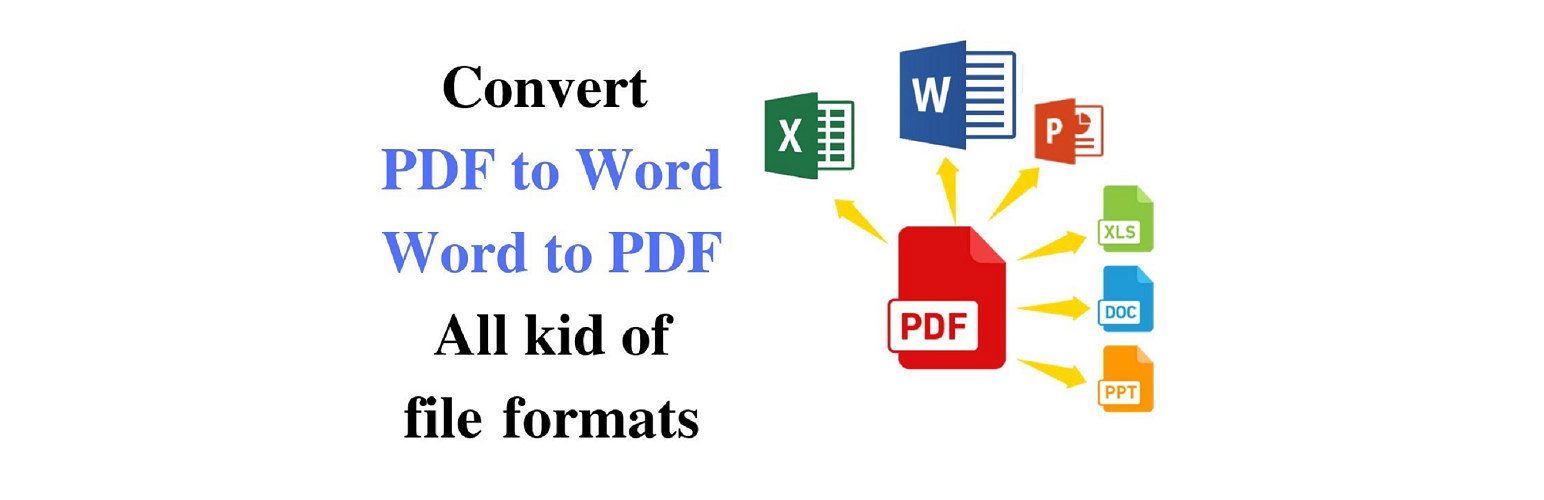 Convert
PDF to Word
Word to PDF
All kid of
file formats
X
W
P
XLS
DOC
PPT
PDF